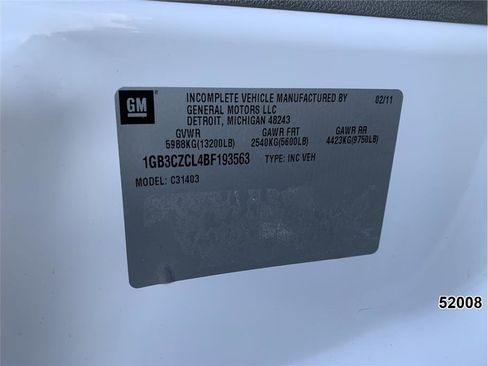 GM
INCOMPLETE VEHICLE MANUFACTURED BY 02/11
GENERAL MOTORS LLC
DETROIT, MICHIGAN 48243
GVWR GAWR FRT GAWR RR
5988KG(13200LB) 2540KG(5600LB) 4423KG(9750LB)
1GB3CZCL4BF193563 TYPE: INC VEH
MODEL: C31403
52008